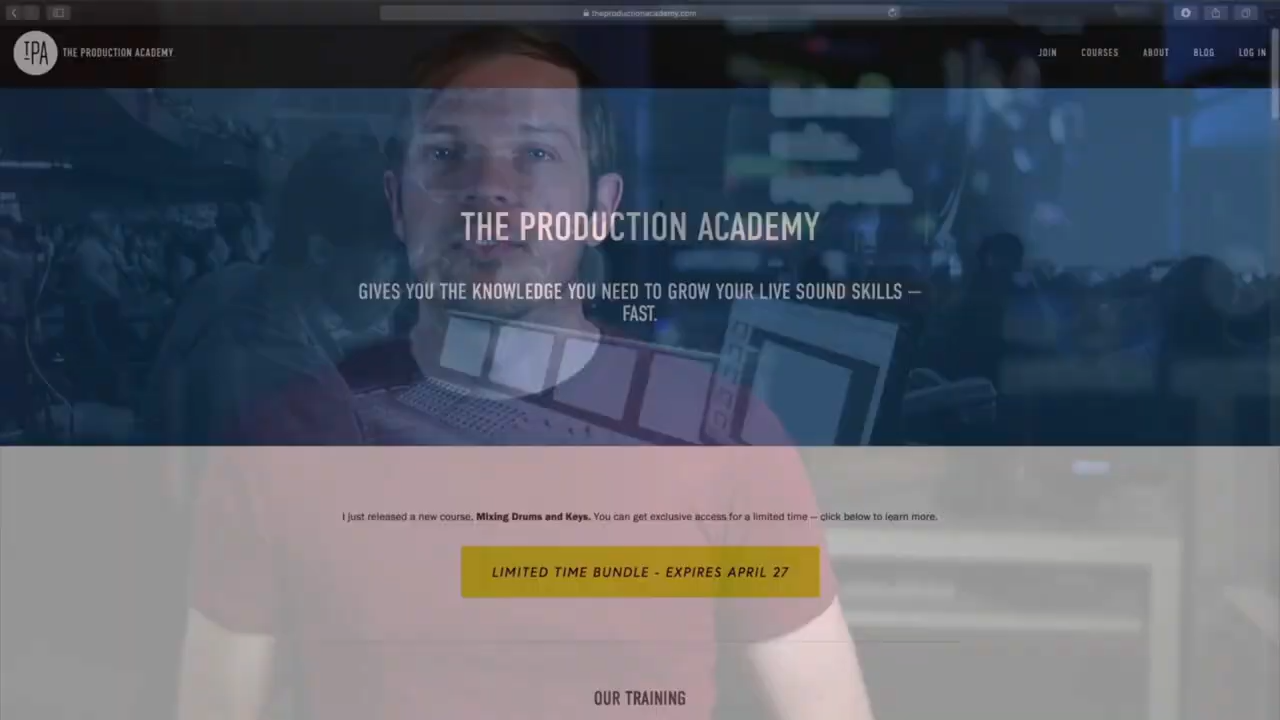 theproductionacademy.com
TPA THE PRODUCTION ACADEMY
JOIN COURSES ABOUT BLOG LOG IN
THE PRODUCTION ACADEMY
GIVES YOU THE KNOWLEDGE YOU NEED TO GROW YOUR LIVE SOUND SKILLS —
FAST.
I just released a new course, Mixing Drums and Keys. You can get exclusive access for a limited time — click below to learn more.
LIMITED TIME BUNDLE - EXPIRES APRIL 27
OUR TRAINING